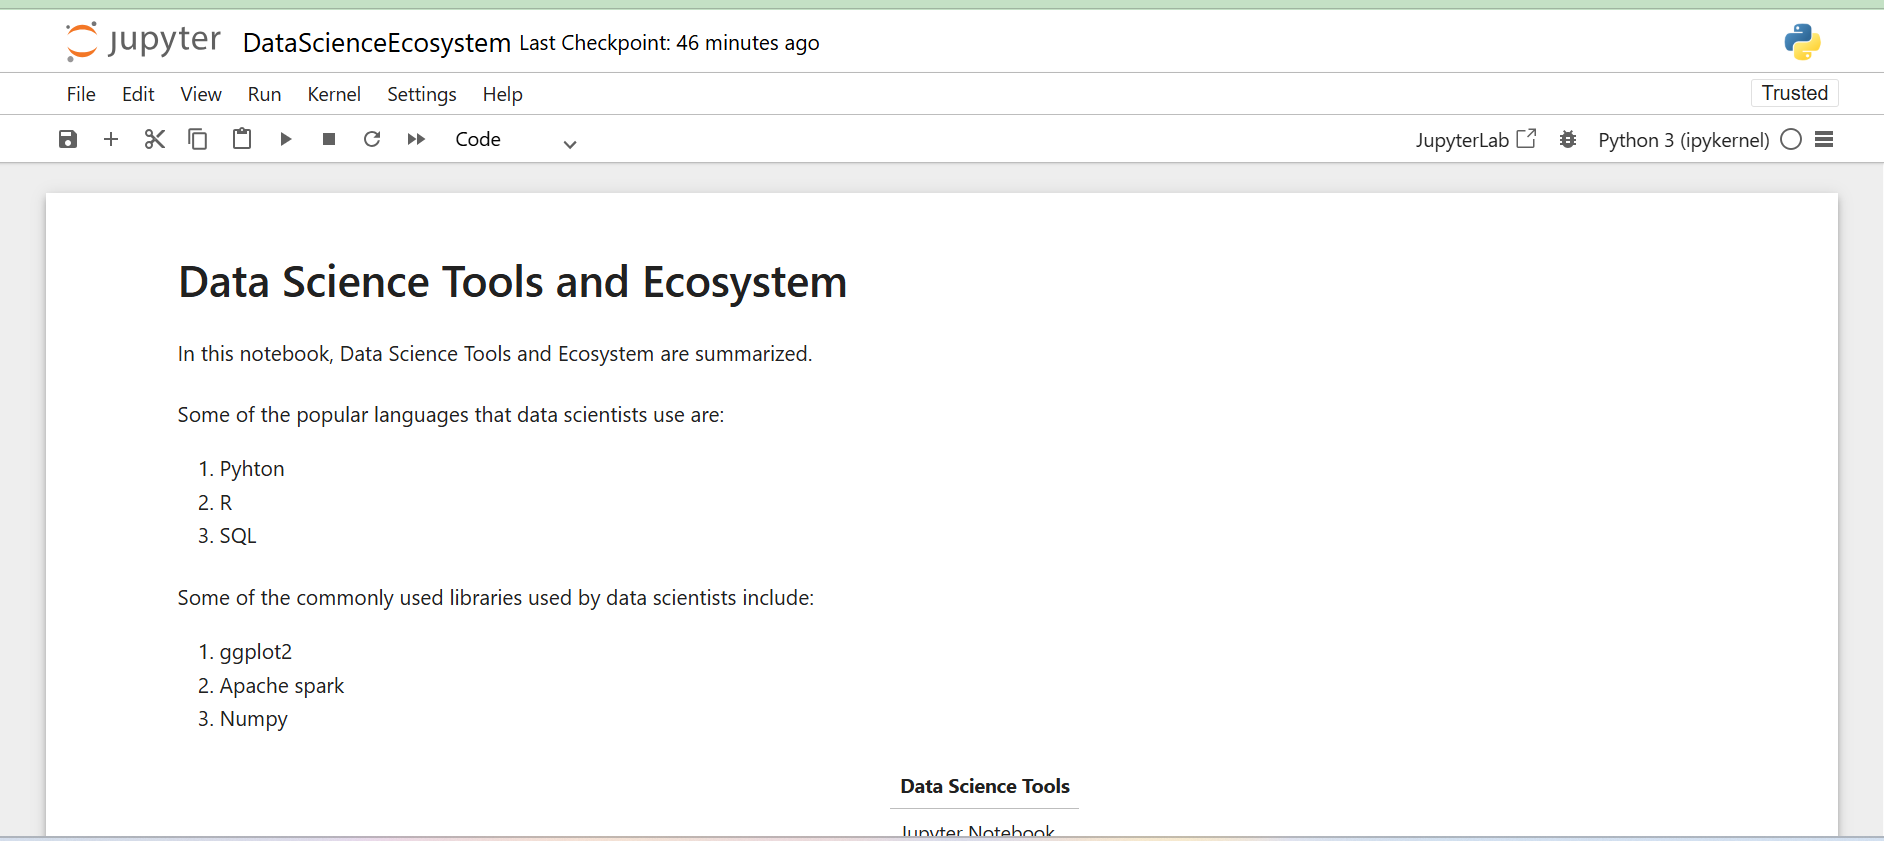 jupyter DataScienceEcosystem Last Checkpoint: 46 minutes ago
File Edit View Run Kernel Settings Help Trusted
Code JupyterLab Python 3 (ipykernel)
Data Science Tools and Ecosystem
In this notebook, Data Science Tools and Ecosystem are summarized.
Some of the popular languages that data scientists use are:
1. Pyhton
2. R
3. SQL
Some of the commonly used libraries used by data scientists include:
1. ggplot2
2. Apache spark
3. Numpy
Data Science Tools
Jupyter Notebook